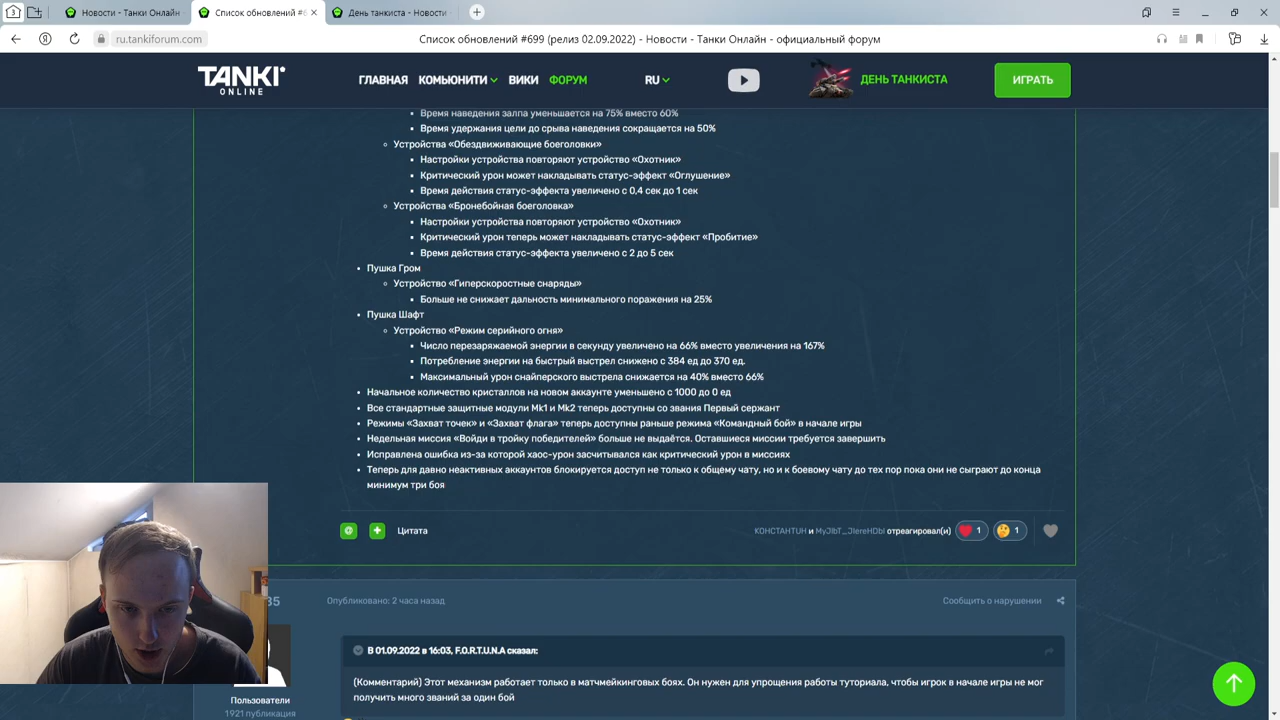 Новости - Танки Онлайн
Список обновлений #6
День танкиста - Новости
ru.tankiforum.com
Список обновлений #699 (релиз 02.09.2022) - Новости - Танки Онлайн - официальный форум
TANKI
ONLINE
ГЛАВНАЯ
КОМЬЮНИТИ
ВИКИ
ФОРУМ
RU
ДЕНЬ ТАНКИСТА
ИГРАТЬ
Время наведения залпа уменьшается на 75% вместо 60%
Время удержания цели до срыва наведения сокращается на 50%
Устройства «Обездвиживающие боеголовки»
Настройки устройства повторяют устройство «Охотник»
Критический урон может накладывать статус-эффект «Оглушение»
Время действия статус-эффекта увеличено с 0,4 сек до 1 сек
Устройства «Бронебойная боеголовка»
Настройки устройства повторяют устройство «Охотник»
Критический урон теперь может накладывать статус-эффект «Пробитие»
Время действия статус-эффекта увеличено с 2 до 5 сек
Пушка Гром
Устройство «Гиперскоростные снаряды»
Больше не снижает дальность минимального поражения на 25%
Пушка Шафт
Устройство «Режим серийного огня»
Число перезаряжаемой энергии в секунду увеличено на 66% вместо увеличения на 167%
Потребление энергии на быстрый выстрел снижено с 384 ед до 370 ед.
Максимальный урон снайперского выстрела снижается на 40% вместо 66%
Начальное количество кристаллов на новом аккаунте уменьшено с 1000 до 0 ед
Все стандартные защитные модули Mk1 и Mk2 теперь доступны со звания Первый сержант
Режимы «Захват точек» и «Захват флага» теперь доступны раньше режима «Командный бой» в начале игры
Недельная миссия «Войди в тройку победителей» больше не выдаётся. Оставшиеся миссии требуется завершить
Исправлена ошибка из-за которой хаос-урон засчитывался как критический урон в миссиях
Теперь для давно неактивных аккаунтов блокируется доступ не только к общему чату, но и к боевому чату до тех пор пока они не сыграют до конца
минимум три боя
Цитата
и
отреагировал(и)
1
1
35
Опубликовано: 2 часа назад
Сообщить о нарушении
В 01.09.2022 в 16:03, F.O.R.T.U.N.A сказал:
(Комментарий) Этот механизм работает только в матчмейкинговых боях. Он нужен для упрощения работы туториала, чтобы игрок в начале игры не мог
получить много званий за один бой
Пользователи
1921 публикация